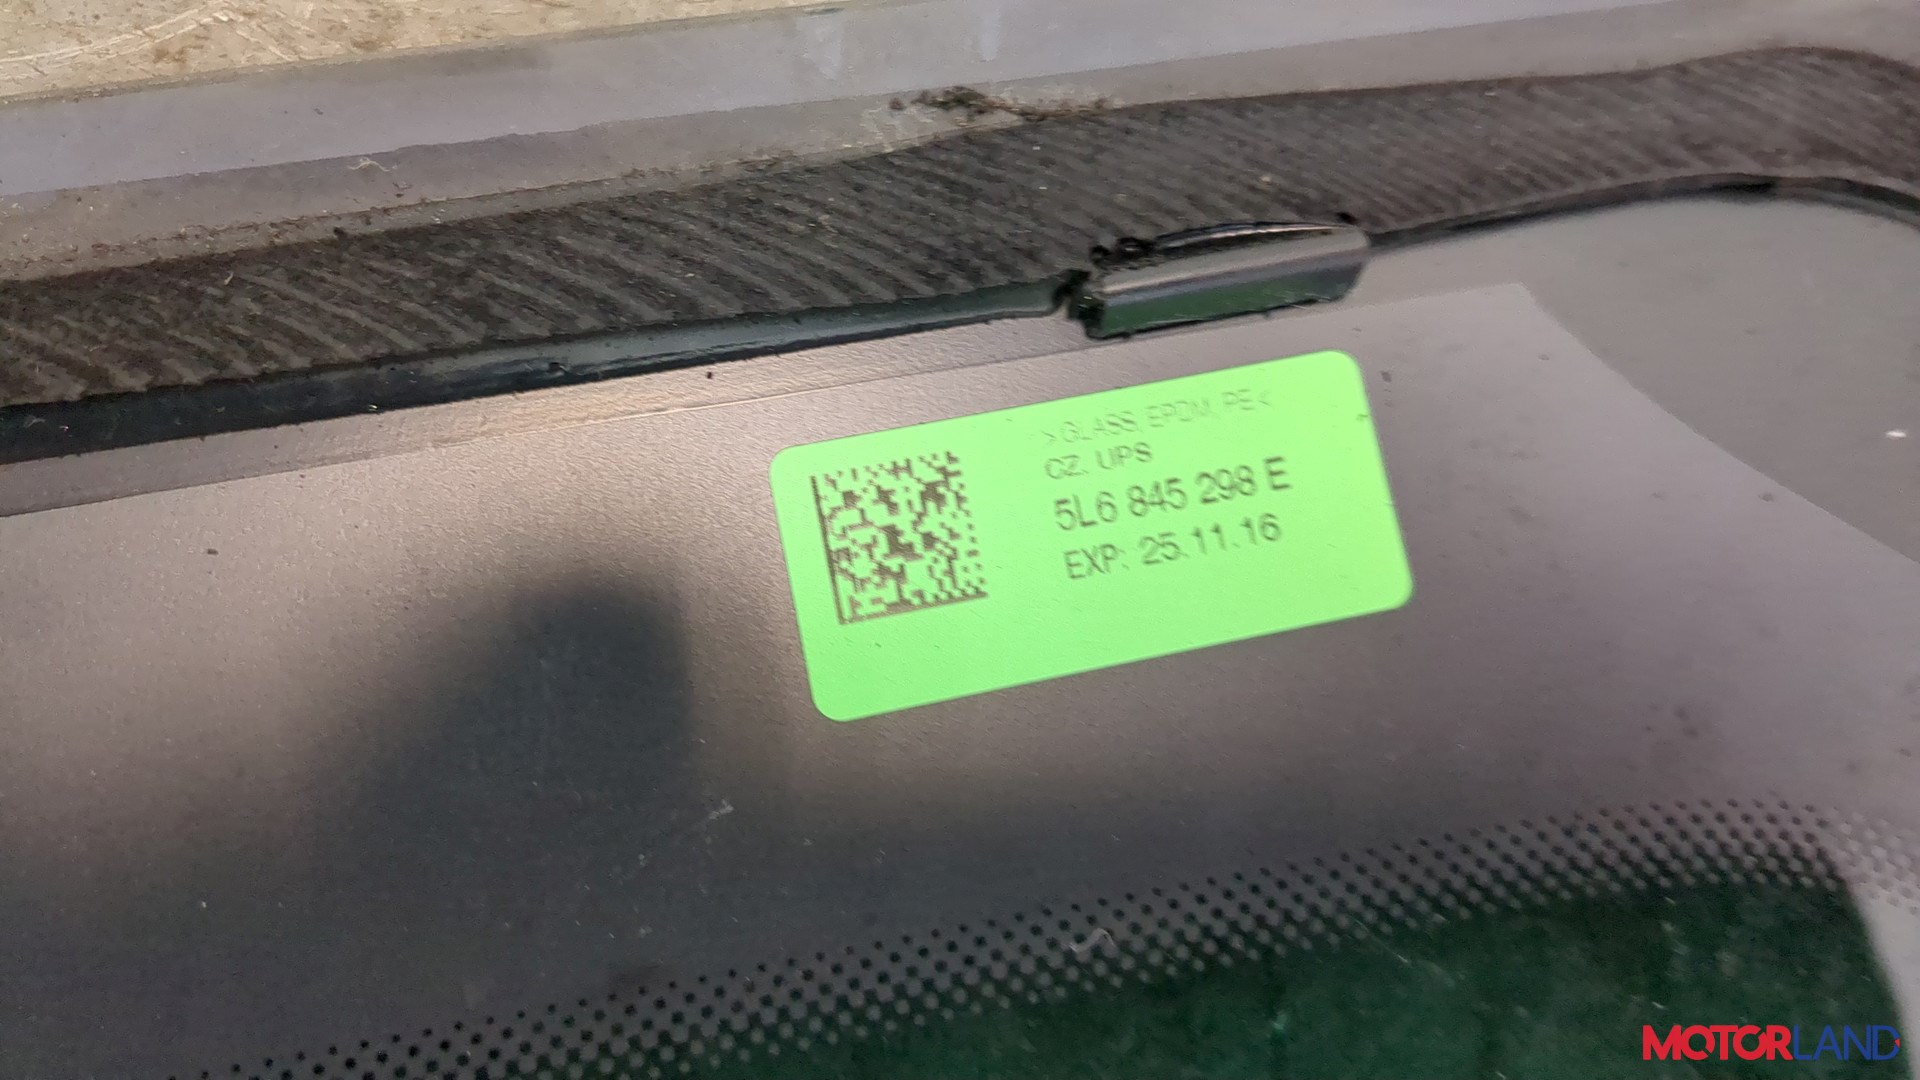 >GLASS, EPDM, PE<
CZ. UPS
5L6 845 298 E
EXP: 25.11.16
MOTORLAND